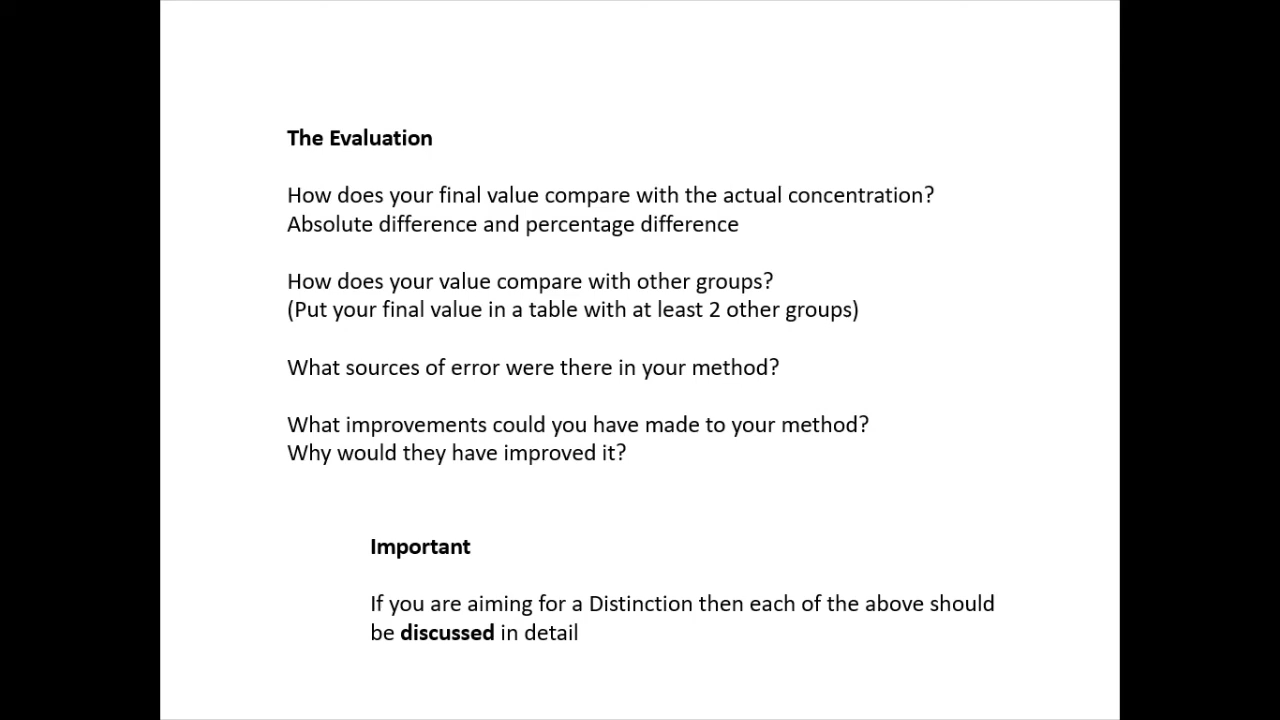 The Evaluation
How does your final value compare with the actual concentration?
Absolute difference and percentage difference
How does your value compare with other groups?
(Put your final value in a table with at least 2 other groups)
What sources of error were there in your method?
What improvements could you have made to your method?
Why would they have improved it?
Important
If you are aiming for a Distinction then each of the above should
be discussed in detail